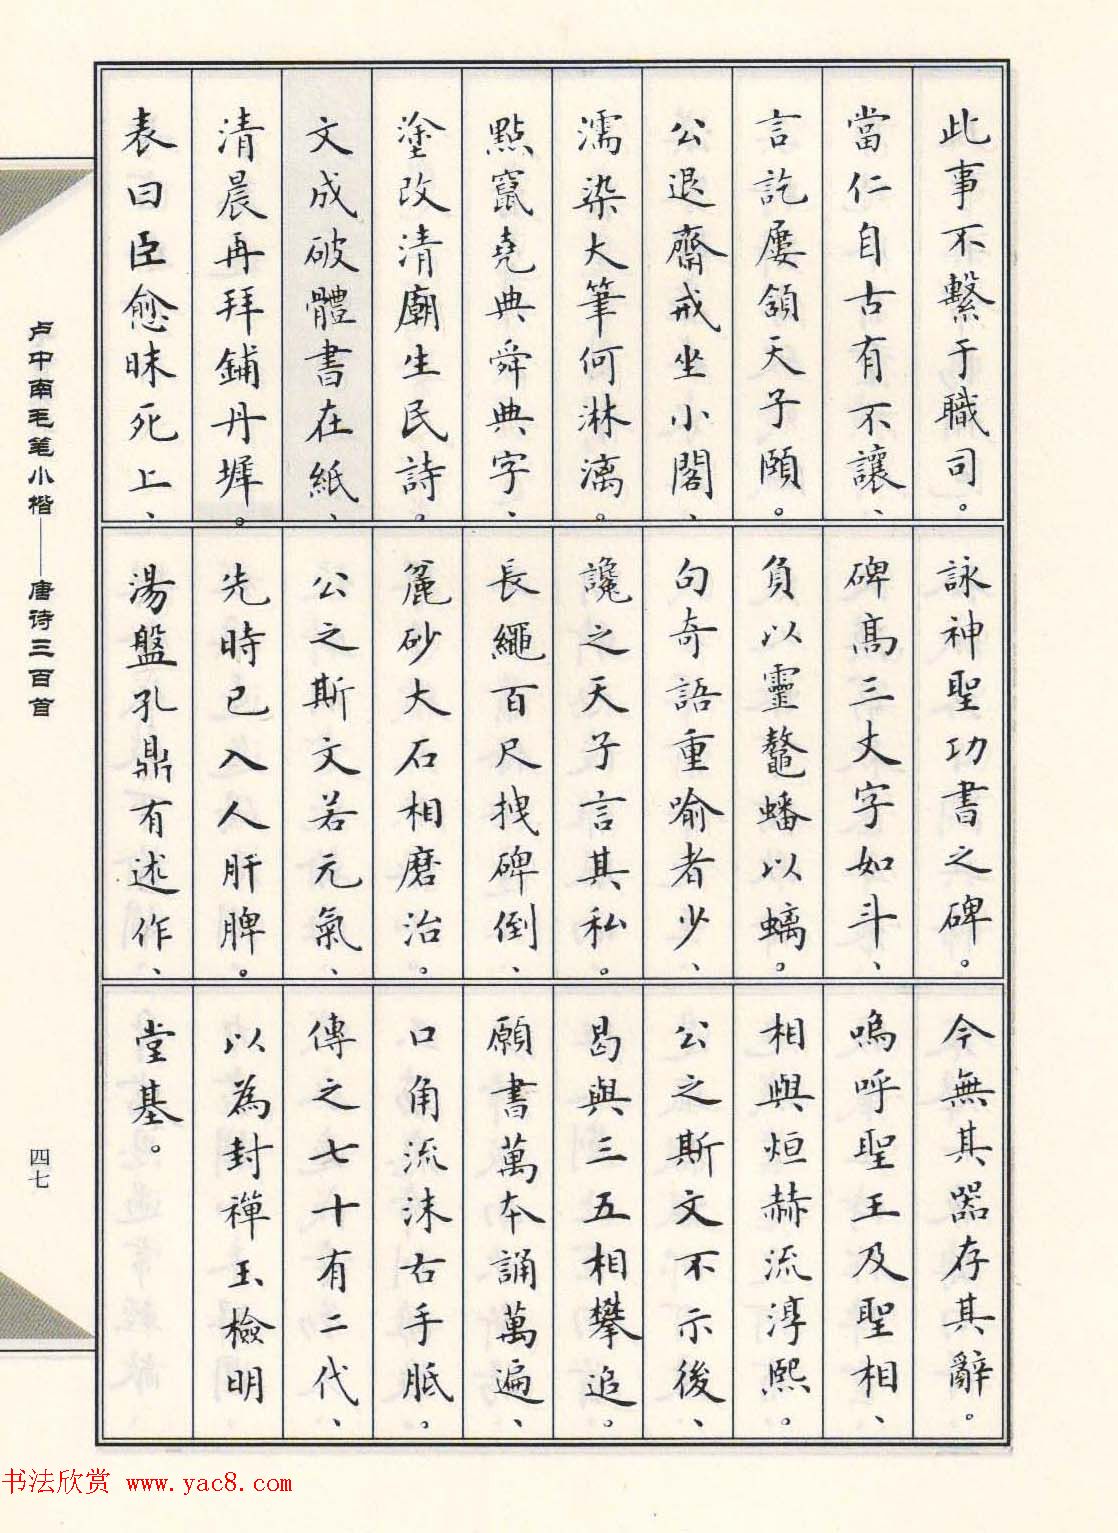 此事不繫于職司。
當仁自古有不讓、
言訖屢頷天子頤。
公退齋戒坐小閣、
濡染大筆何淋漓。
點竄堯典舜典字、
塗改清廟生民詩。
文成破體書在紙、
清晨再拜鋪丹墀。
表曰臣愈昧死上、
詠神聖功書之碑。
碑高三丈字如斗、
負以靈鼇蟠以螭。
句奇語重喻者少、
讒之天子言其私。
長繩百尺拽碑倒、
麄砂大石相磨治。
公之斯文若元氣、
先時已入人肝脾。
湯盤孔鼎有述作、
今無其器存其辭。
嗚呼聖王及聖相、
相與烜赫流淳熙。
公之斯文不示後、
曷與三五相攀追。
願書萬本誦萬遍、
口角流沫右手胝。
傳之七十有二代、
以為封禪玉檢明
堂基。
卢中南毛笔小楷——唐诗三百首
四七
书法欣赏 www.yac8.com